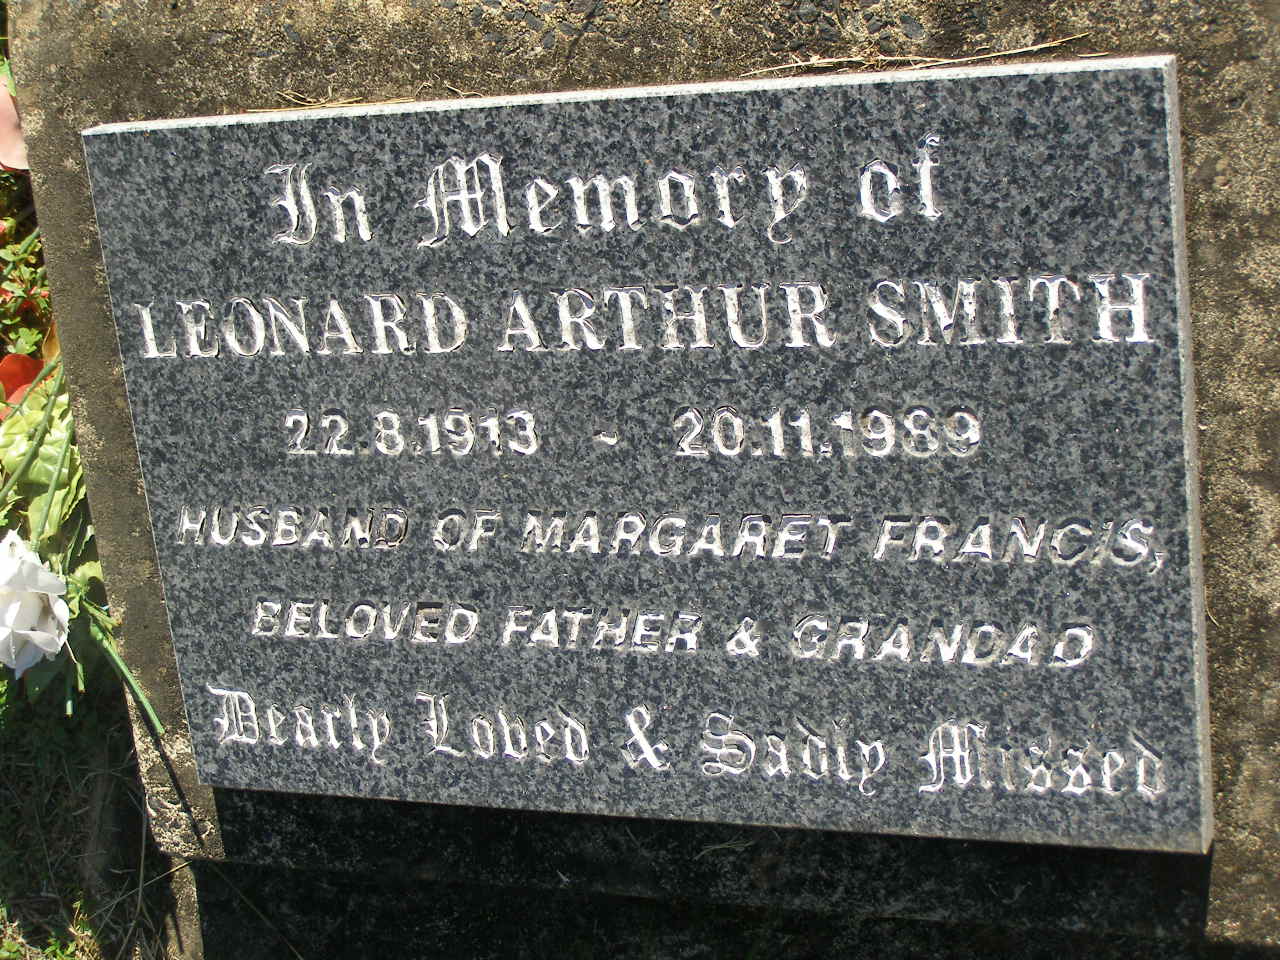 In Memory of
LEONARD ARTHUR SMITH
22.8.1913 - 20.11.1989
HUSBAND OF MARGARET FRANCIS,
BELOVED FATHER & GRANDAD
Dearly Loved & Sadly Missed